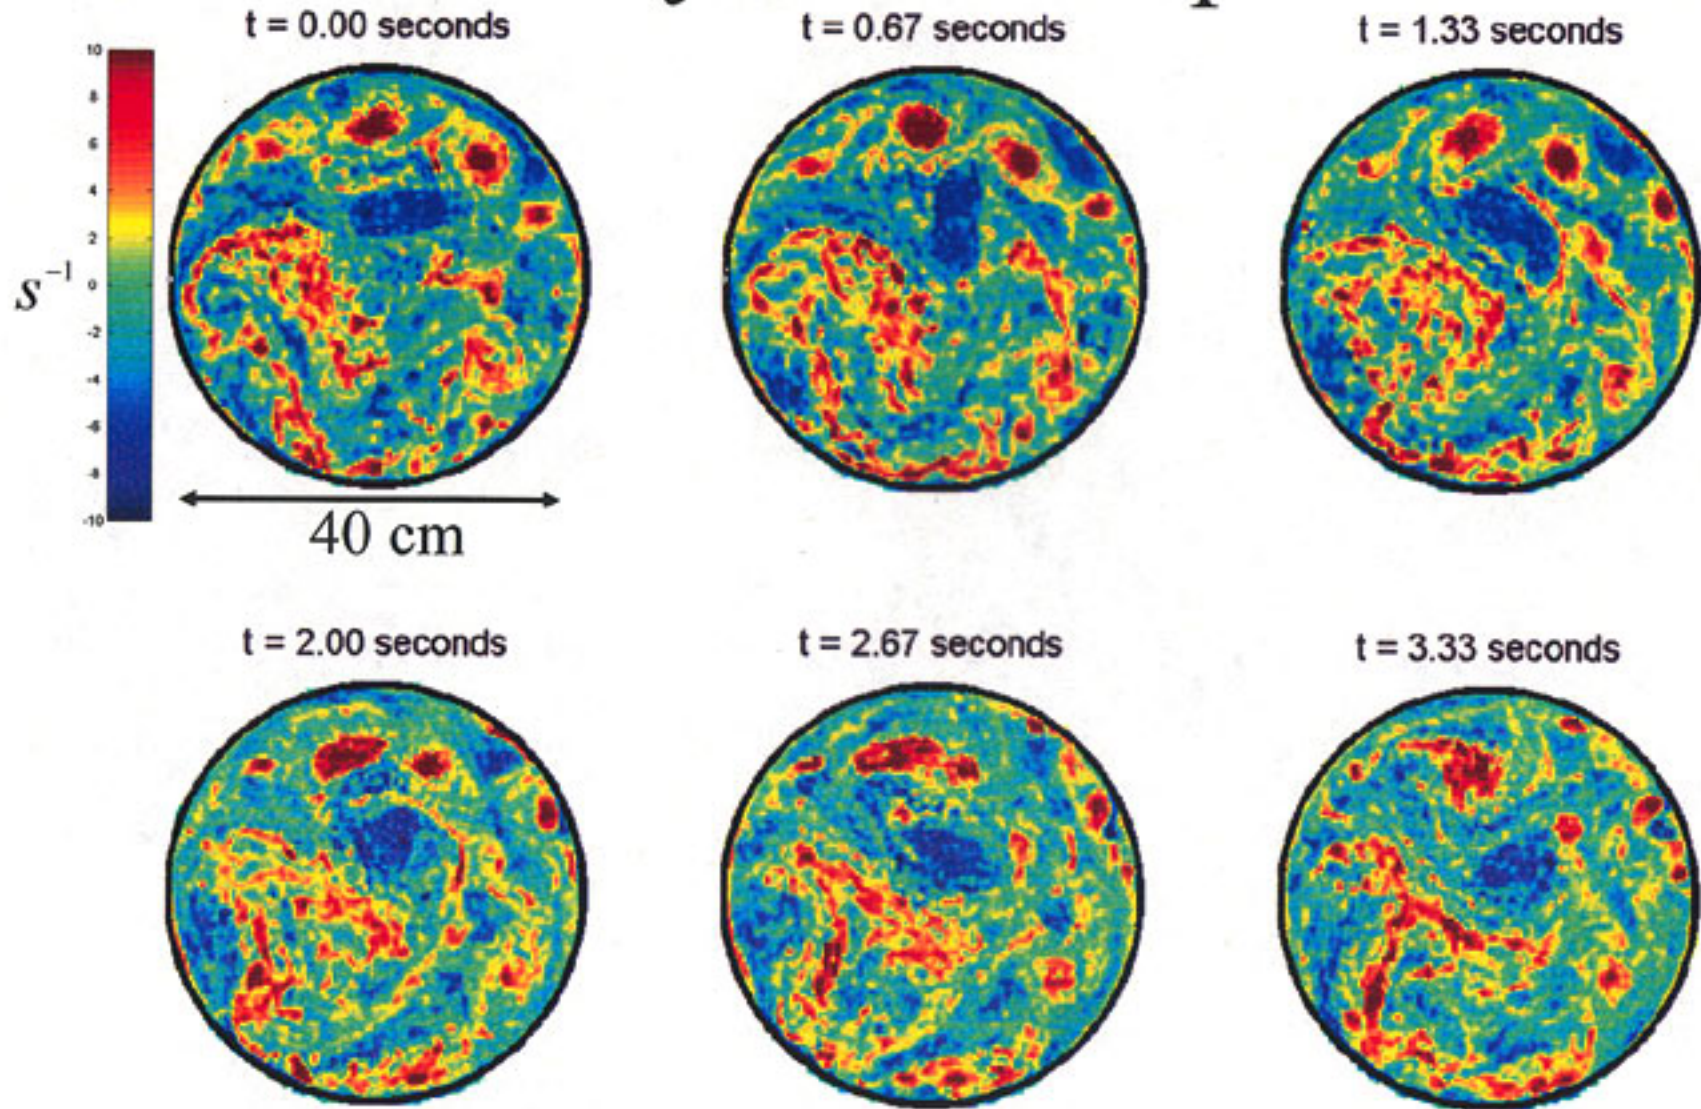 t = 0.00 seconds
t = 0.67 seconds
t = 1.33 seconds
10
8
6
4
2
0
-2
-4
-6
-8
-10
s⁻¹
40 cm
t = 2.00 seconds
t = 2.67 seconds
t = 3.33 seconds